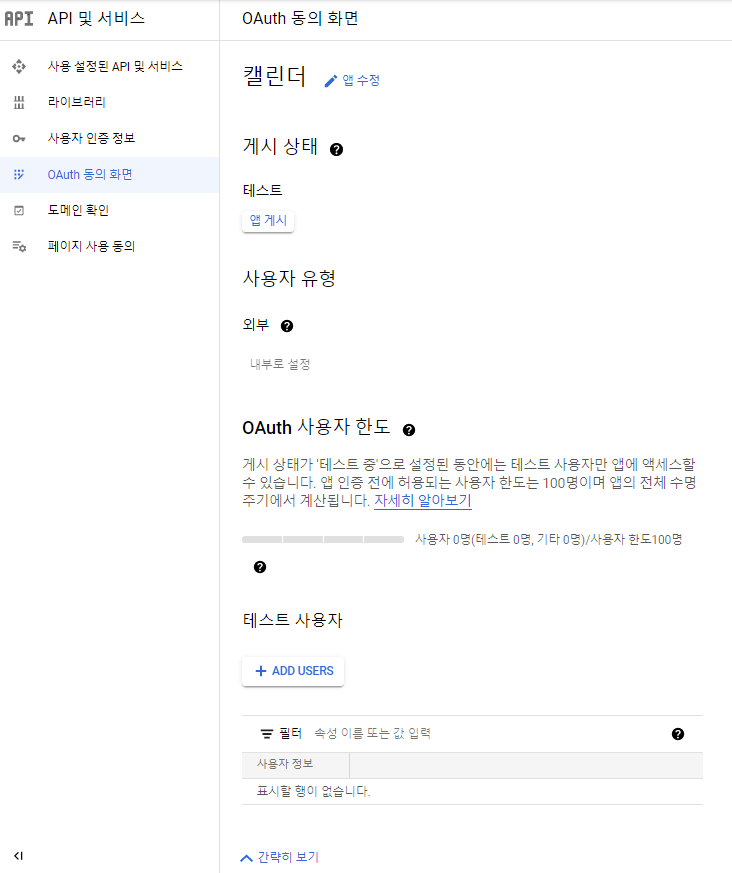 API API 및 서비스
사용 설정된 API 및 서비스
라이브러리
사용자 인증 정보
OAuth 동의 화면
도메인 확인
페이지 사용 동의
OAuth 동의 화면
캘린더 앱 수정
게시 상태
테스트
앱 게시
사용자 유형
외부
내부로 설정
OAuth 사용자 한도
게시 상태가 '테스트 중'으로 설정된 동안에는 테스트 사용자만 앱에 액세스할
수 있습니다. 앱 인증 전에 허용되는 사용자 한도는 100명이며 앱의 전체 수명
주기에서 계산됩니다. 자세히 알아보기
사용자 0명(테스트 0명, 기타 0명)/사용자 한도100명
테스트 사용자
+ ADD USERS
필터 속성 이름 또는 값 입력
사용자 정보
표시할 행이 없습니다.
간략히 보기